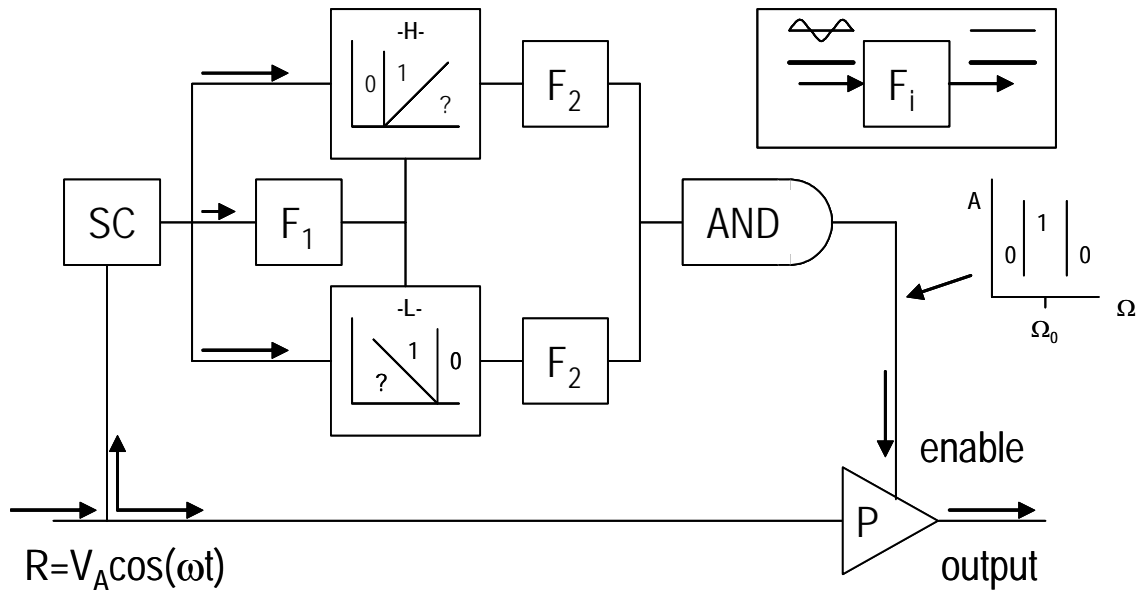 -H-
0
1
?
F2
Fi
SC
F1
AND
A
0
1
0
Ω
Ω0
-L-
?
1
0
F2
enable
P
R=VAcos(ωt)
output